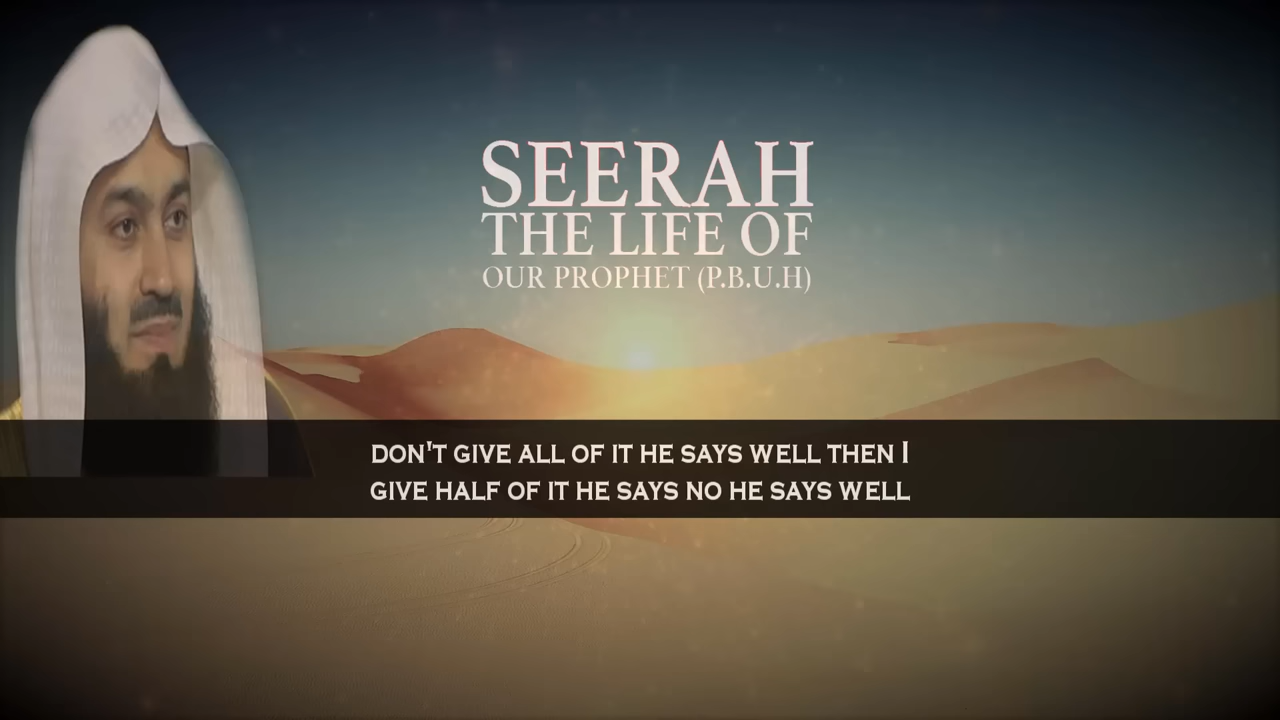 SEERAH
THE LIFE OF
OUR PROPHET (P.B.U.H)
DON'T GIVE ALL OF IT HE SAYS WELL THEN I
GIVE HALF OF IT HE SAYS NO HE SAYS WELL